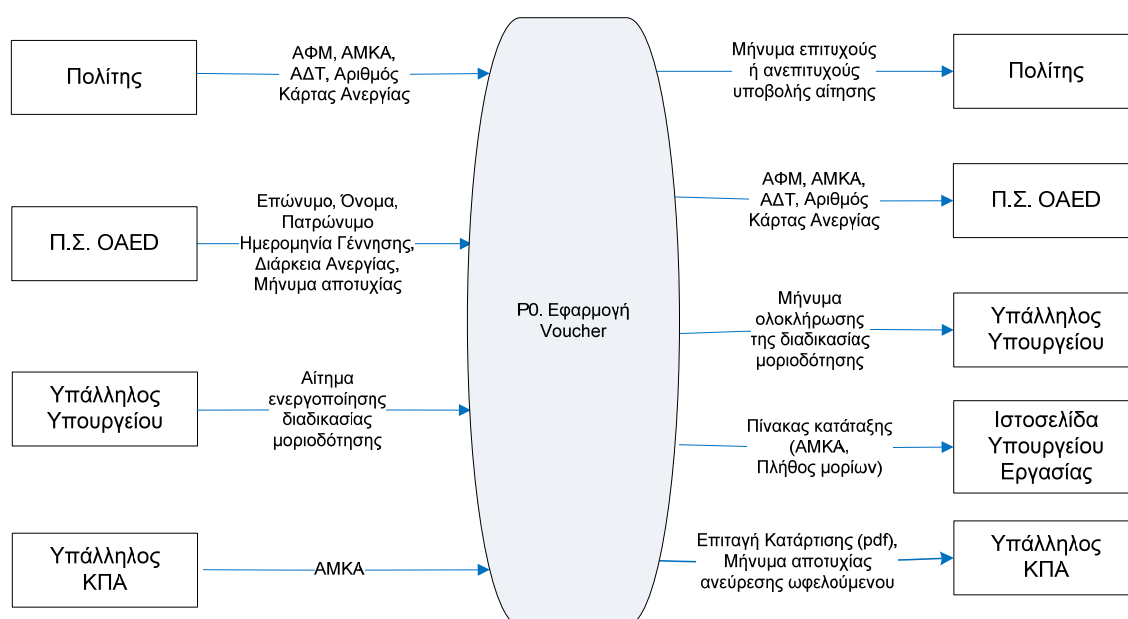 Πολίτης
ΑΦΜ, ΑΜΚΑ,
ΑΔΤ, Αριθμός
Κάρτας Ανεργίας
Π.Σ. OAED
Επώνυμο, Όνομα,
Πατρώνυμο
Ημερομηνία Γέννησης,
Διάρκεια Ανεργίας,
Μήνυμα αποτυχίας
Υπάλληλος
Υπουργείου
Αίτημα
ενεργοποίησης
διαδικασίας
μοριοδότησης
Υπάλληλος
ΚΠΑ
ΑΜΚΑ
P0. Εφαρμογή
Voucher
Μήνυμα επιτυχούς
ή ανεπιτυχούς
υποβολής αίτησης
Πολίτης
ΑΦΜ, ΑΜΚΑ,
ΑΔΤ, Αριθμός
Κάρτας Ανεργίας
Π.Σ. OAED
Μήνυμα
ολοκλήρωσης
της διαδικασίας
μοριοδότησης
Υπάλληλος
Υπουργείου
Πίνακας κατάταξης
(ΑΜΚΑ,
Πλήθος μορίων)
Ιστοσελίδα
Υπουργείου
Εργασίας
Επιταγή Κατάρτισης (pdf),
Μήνυμα αποτυχίας
ανεύρεσης ωφελούμενου
Υπάλληλος
ΚΠΑ